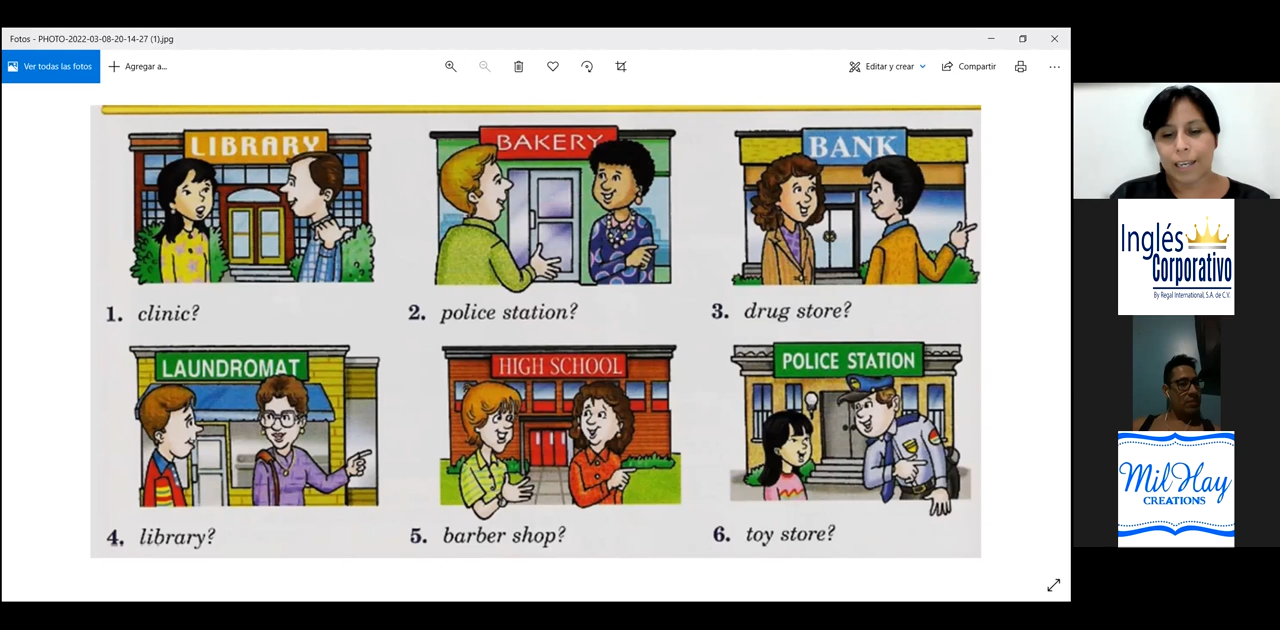 Fotos - PHOTO-2022-03-08-20-14-27 (1).jpg
Ver todas las fotos
Agregar a...
Editar y crear
Compartir
LIBRARY
BAKERY
BANK
1. clinic?
2. police station?
3. drug store?
LAUNDROMAT
HIGH SCHOOL
POLICE STATION
4. library?
5. barber shop?
6. toy store?
Inglés
Corporativo
By Regal International, S.A. de C.V.
MilHay
CREATIONS